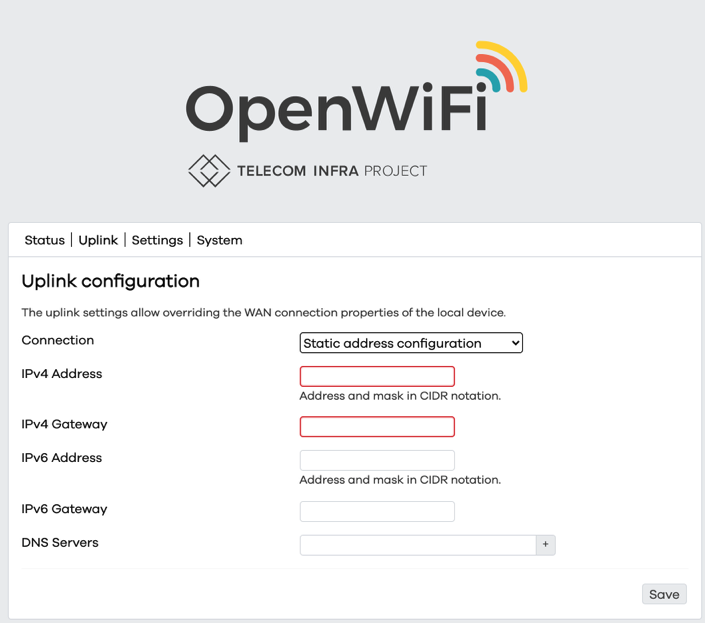 OpenWiFi
TELECOM INFRA PROJECT
Status | Uplink | Settings | System
Uplink configuration
The uplink settings allow overriding the WAN connection properties of the local device.
Connection
Static address configuration
IPv4 Address
Address and mask in CIDR notation.
IPv4 Gateway
IPv6 Address
Address and mask in CIDR notation.
IPv6 Gateway
DNS Servers
+
Save